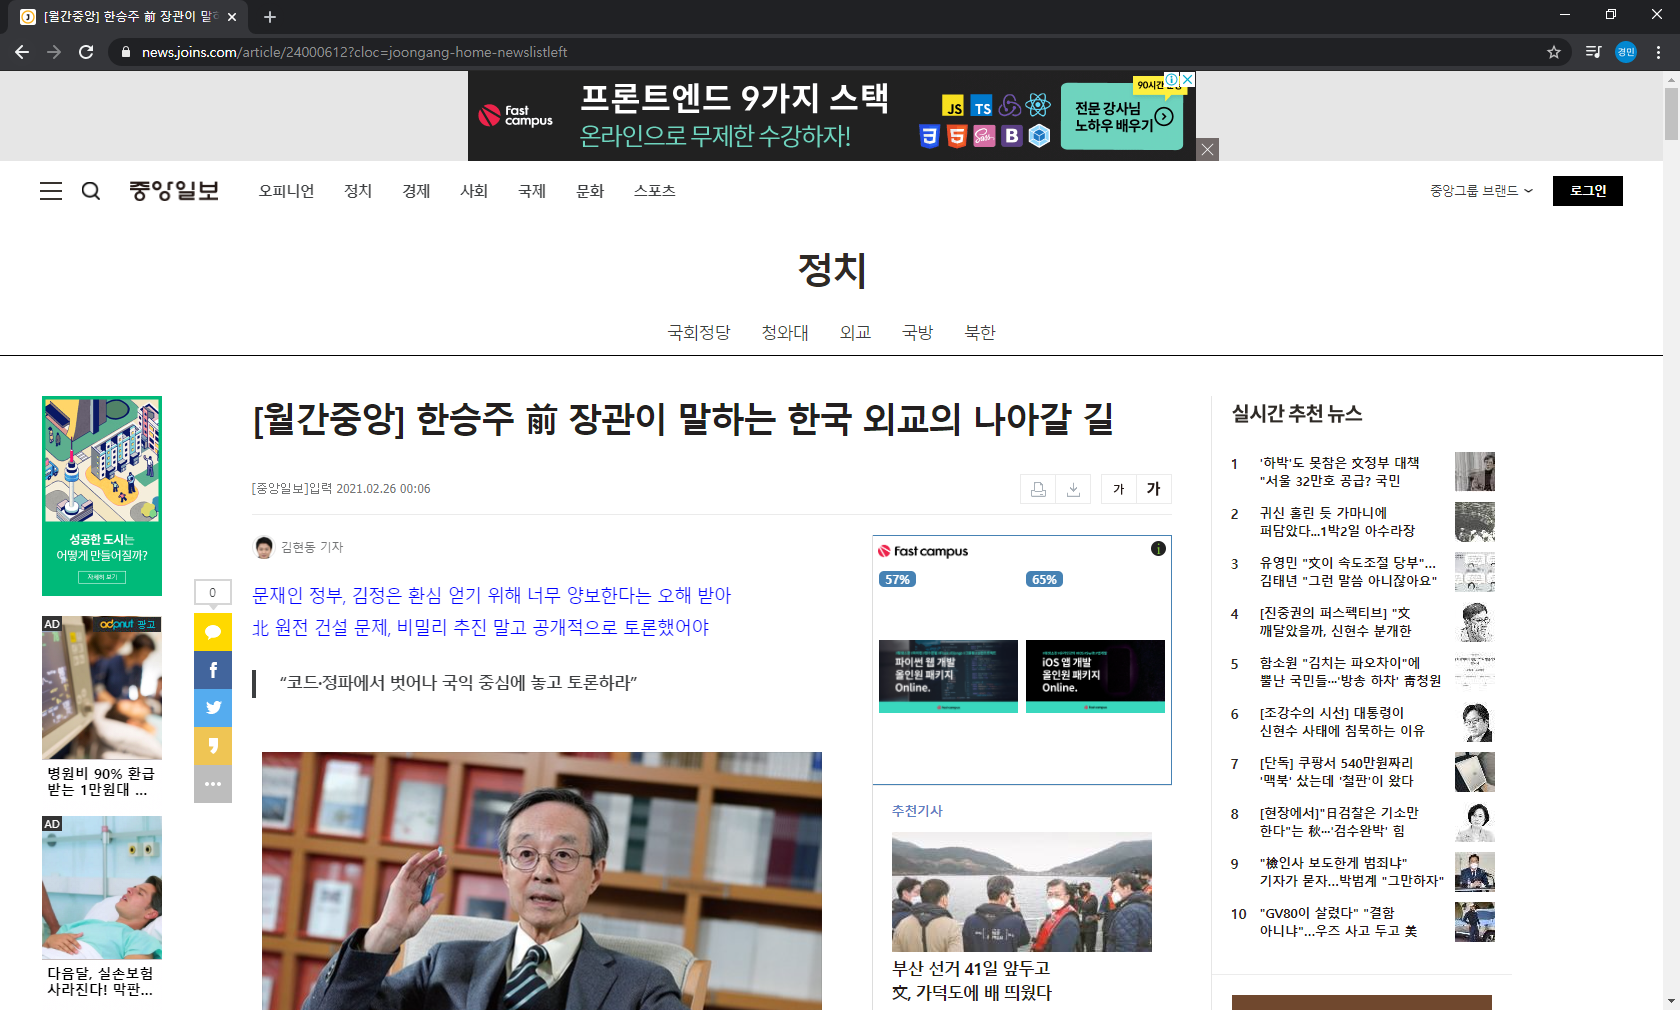 [월간중앙] 한승주 前 장관이 말하
news.joins.com/article/24000612?cloc=joongang-home-newslistleft
경민
Fast campus
프론트엔드 9가지 스택
온라인으로 무제한 수강하자!
JS TS
3 5 Sass B
90시간
전문 강사님
노하우 배우기
중앙일보
오피니언 정치 경제 사회 국제 문화 스포츠
중앙그룹 브랜드
로그인
정치
국회정당 청와대 외교 국방 북한
성공한 도시는
어떻게 만들어질까?
자세히 보기
AD
adpnut 광고
병원비 90% 환급
받는 1만원대 ...
AD
다음달, 실손보험
사라진다! 막판...
0
[월간중앙] 한승주 前 장관이 말하는 한국 외교의 나아갈 길
[중앙일보]입력 2021.02.26 00:06
가 가
김현동 기자
문재인 정부, 김정은 환심 얻기 위해 너무 양보한다는 오해 받아
北 원전 건설 문제, 비밀리 추진 말고 공개적으로 토론했어야
“코드·정파에서 벗어나 국익 중심에 놓고 토론하라”
Fast campus
57%
65%
파이썬 웹 개발
올인원 패키지
Online.
iOS 앱 개발
올인원 패키지
Online.
추천기사
부산 선거 41일 앞두고
文, 가덕도에 배 띄웠다
실시간 추천 뉴스
1 '하박'도 못참은 文정부 대책
"서울 32만호 공급? 국민
2 귀신 홀린 듯 가마니에
퍼담았다...1박2일 아수라장
3 유영민 "文이 속도조절 당부"...
김태년 "그런 말씀 아니잖아요"
4 [진중권의 퍼스펙티브] "文
깨달았을까, 신현수 분개한
5 함소원 "김치는 파오차이"에
뿔난 국민들…'방송 하차' 靑청원
6 [조강수의 시선] 대통령이
신현수 사태에 침묵하는 이유
7 [단독] 쿠팡서 540만원짜리
'맥북' 샀는데 '철판'이 왔다
8 [현장에서]"日검찰은 기소만
한다"는 秋…'검수완박' 힘
9 "檢인사 보도한게 범죄냐"
기자가 묻자...박범계 "그만하자"
10 "GV80이 살렸다" "결함
아니냐"...우즈 사고 두고 美